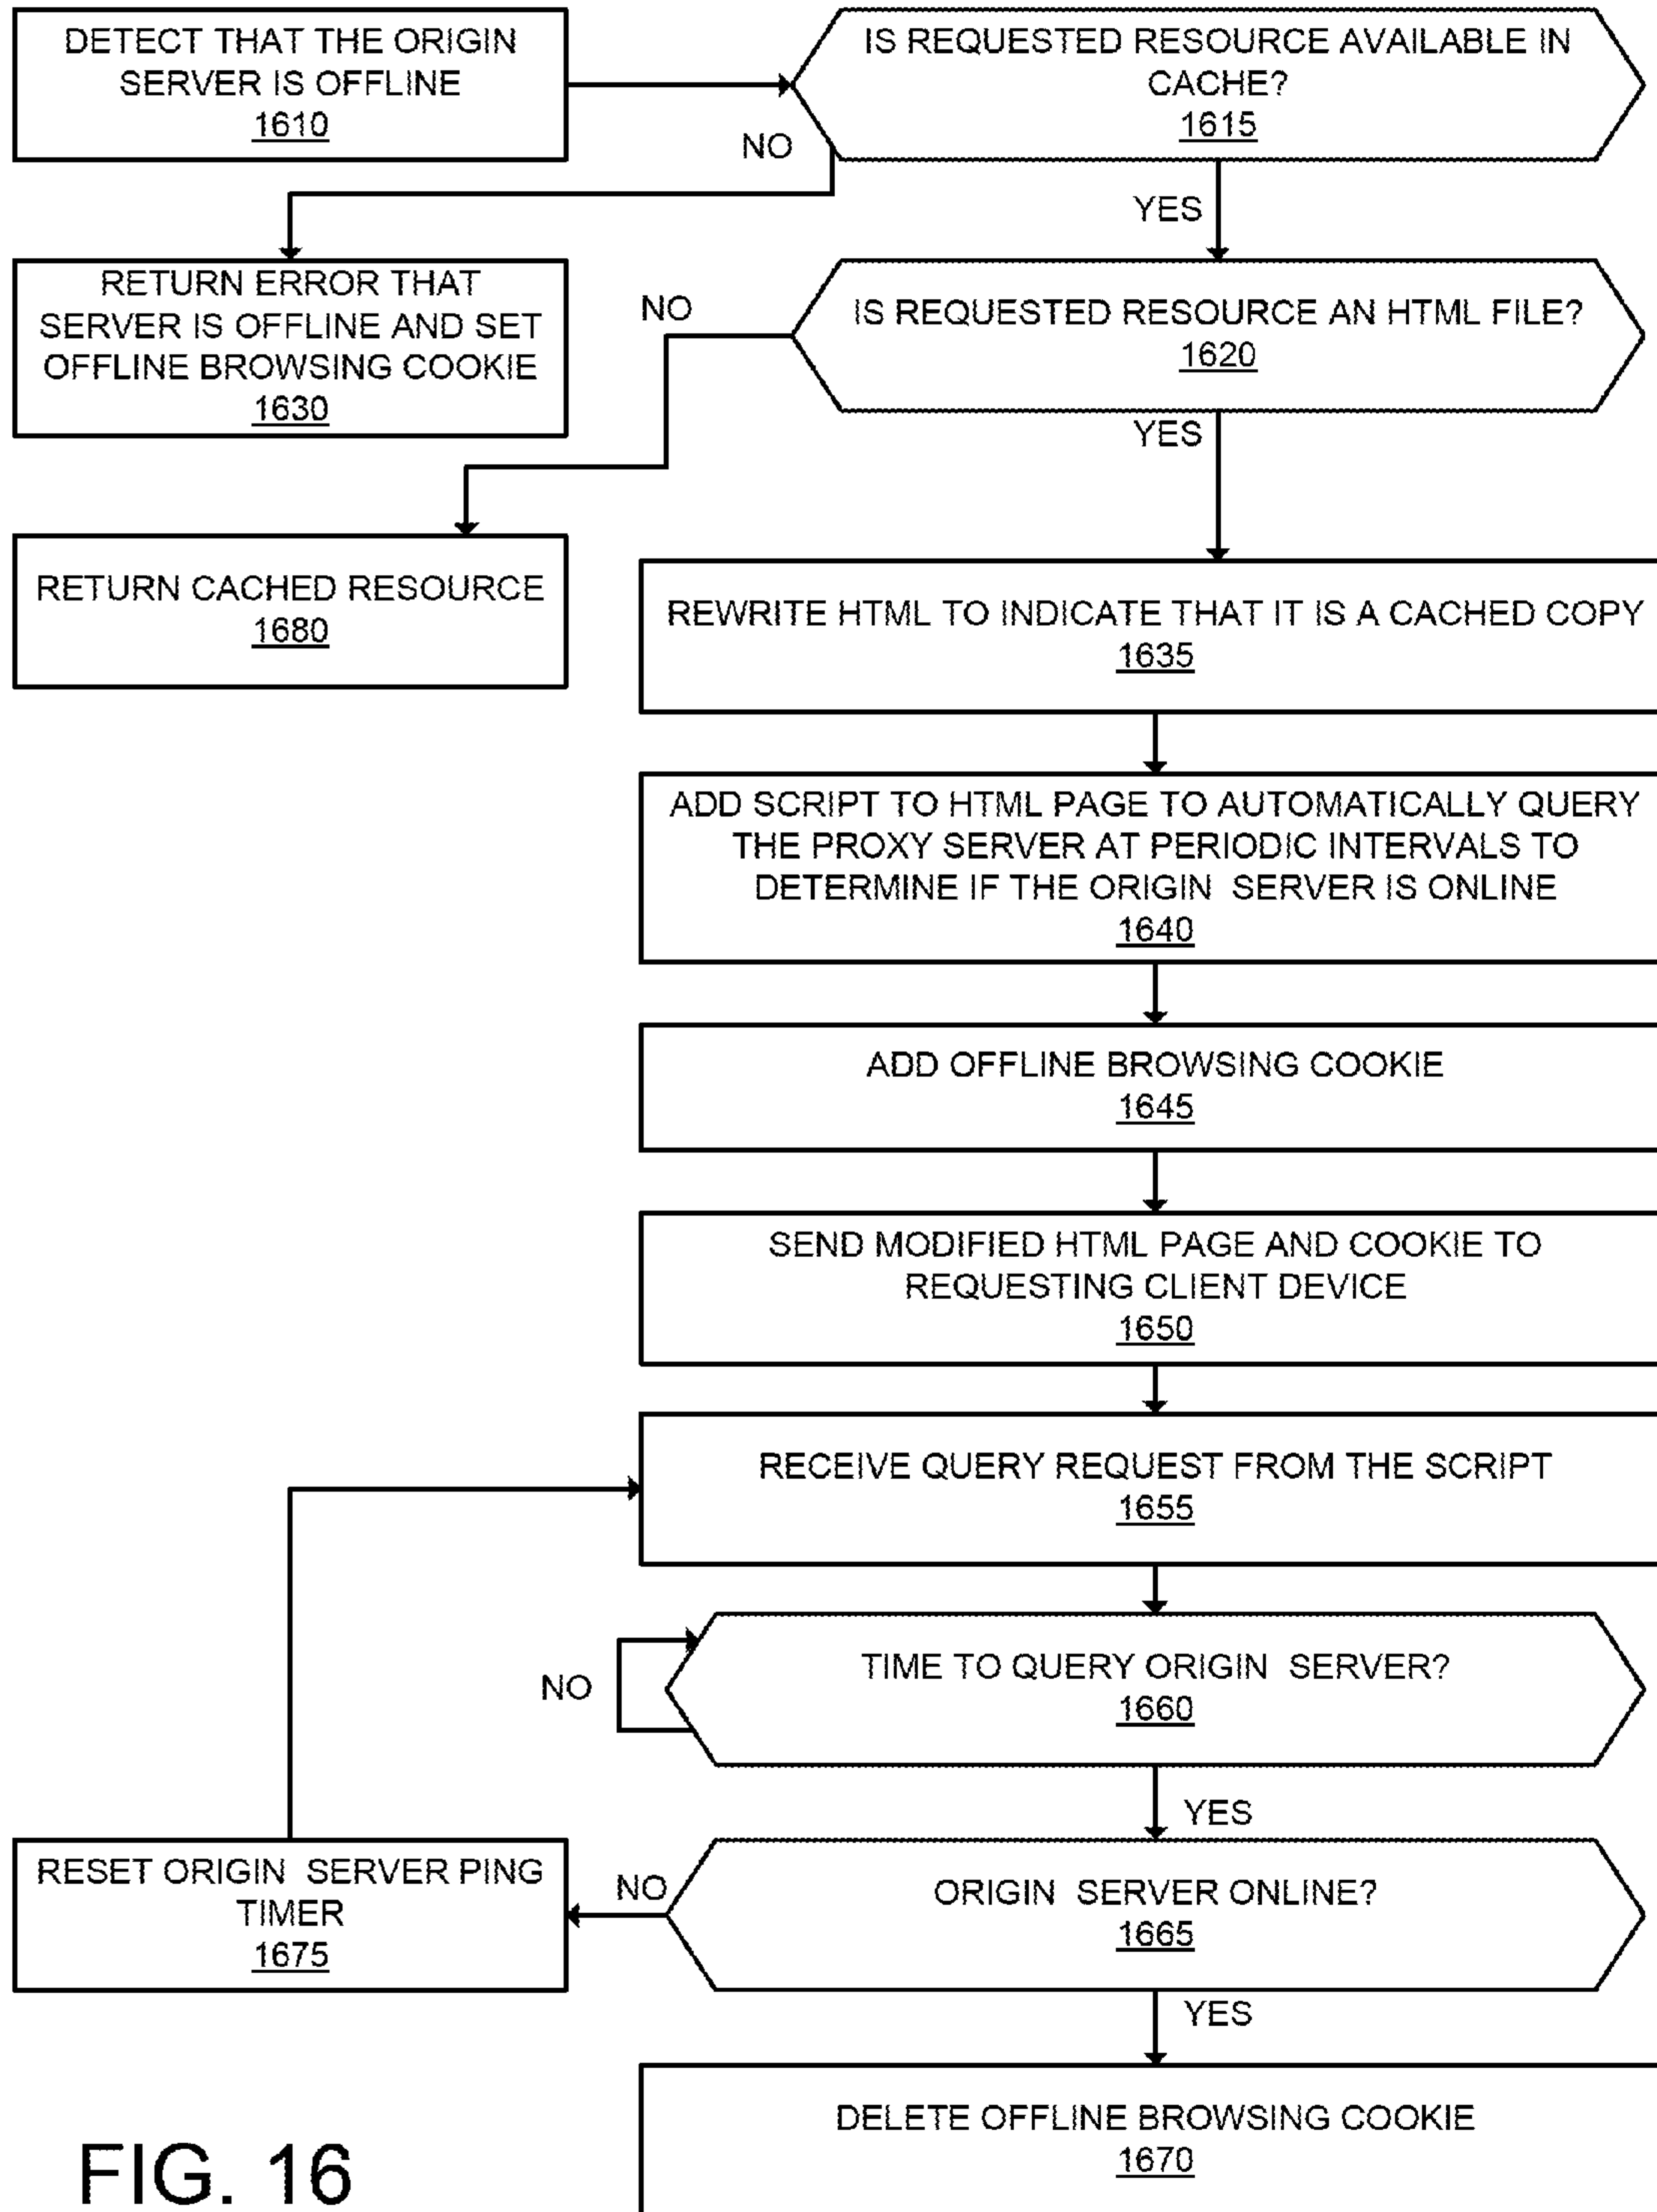 DETECT THAT THE ORIGIN
SERVER IS OFFLINE
1610
IS REQUESTED RESOURCE AVAILABLE IN
CACHE?
1615
NO
YES
RETURN ERROR THAT
SERVER IS OFFLINE AND SET
OFFLINE BROWSING COOKIE
1630
NO
IS REQUESTED RESOURCE AN HTML FILE?
1620
YES
RETURN CACHED RESOURCE
1680
REWRITE HTML TO INDICATE THAT IT IS A CACHED COPY
1635
ADD SCRIPT TO HTML PAGE TO AUTOMATICALLY QUERY
THE PROXY SERVER AT PERIODIC INTERVALS TO
DETERMINE IF THE ORIGIN SERVER IS ONLINE
1640
ADD OFFLINE BROWSING COOKIE
1645
SEND MODIFIED HTML PAGE AND COOKIE TO
REQUESTING CLIENT DEVICE
1650
RECEIVE QUERY REQUEST FROM THE SCRIPT
1655
NO
TIME TO QUERY ORIGIN SERVER?
1660
YES
RESET ORIGIN SERVER PING
TIMER
1675
NO
ORIGIN SERVER ONLINE?
1665
YES
DELETE OFFLINE BROWSING COOKIE
1670
FIG. 16